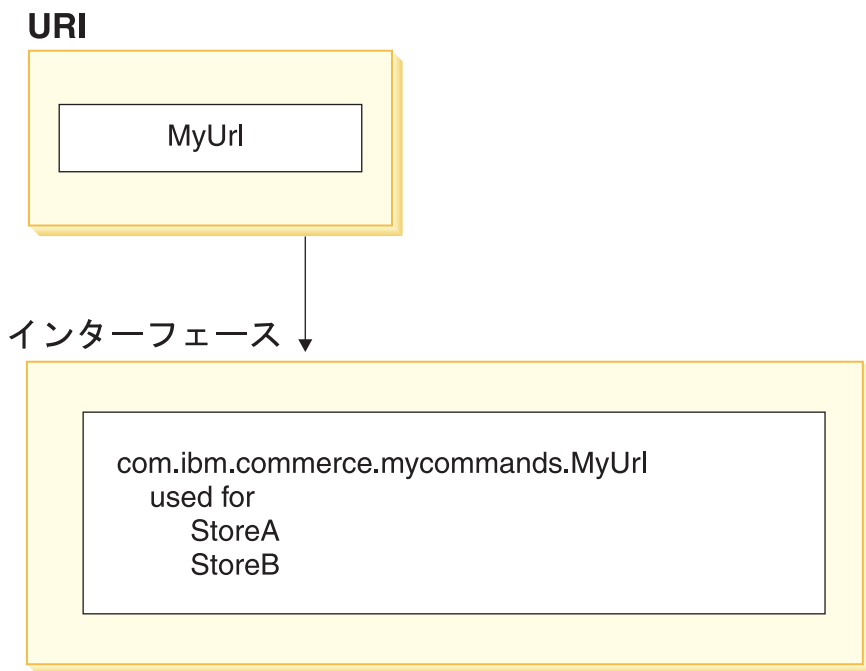 URI
MyUrl
インターフェース
com.ibm.commerce.mycommands.MyUrl
used for
StoreA
StoreB